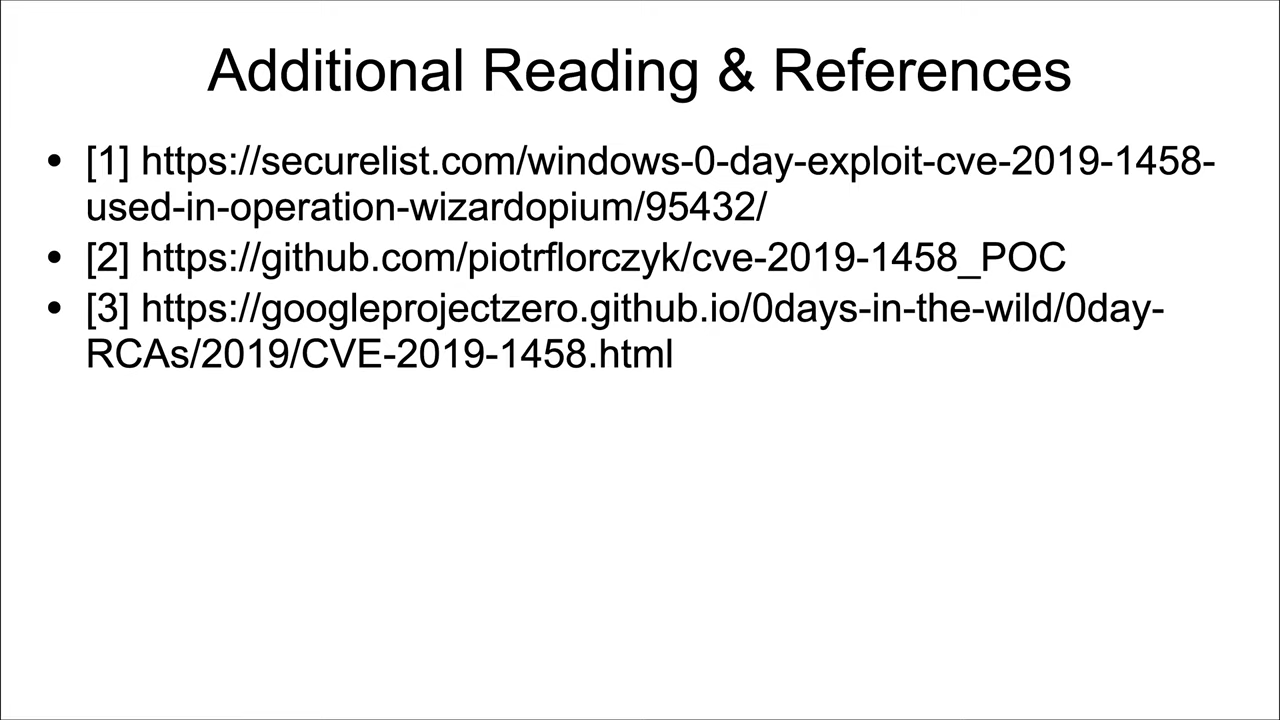 Additional Reading & References
• [1] https://securelist.com/windows-0-day-exploit-cve-2019-1458-
used-in-operation-wizardopium/95432/
• [2] https://github.com/piotrflorczyk/cve-2019-1458_POC
• [3] https://googleprojectzero.github.io/0days-in-the-wild/0day-
RCAs/2019/CVE-2019-1458.html